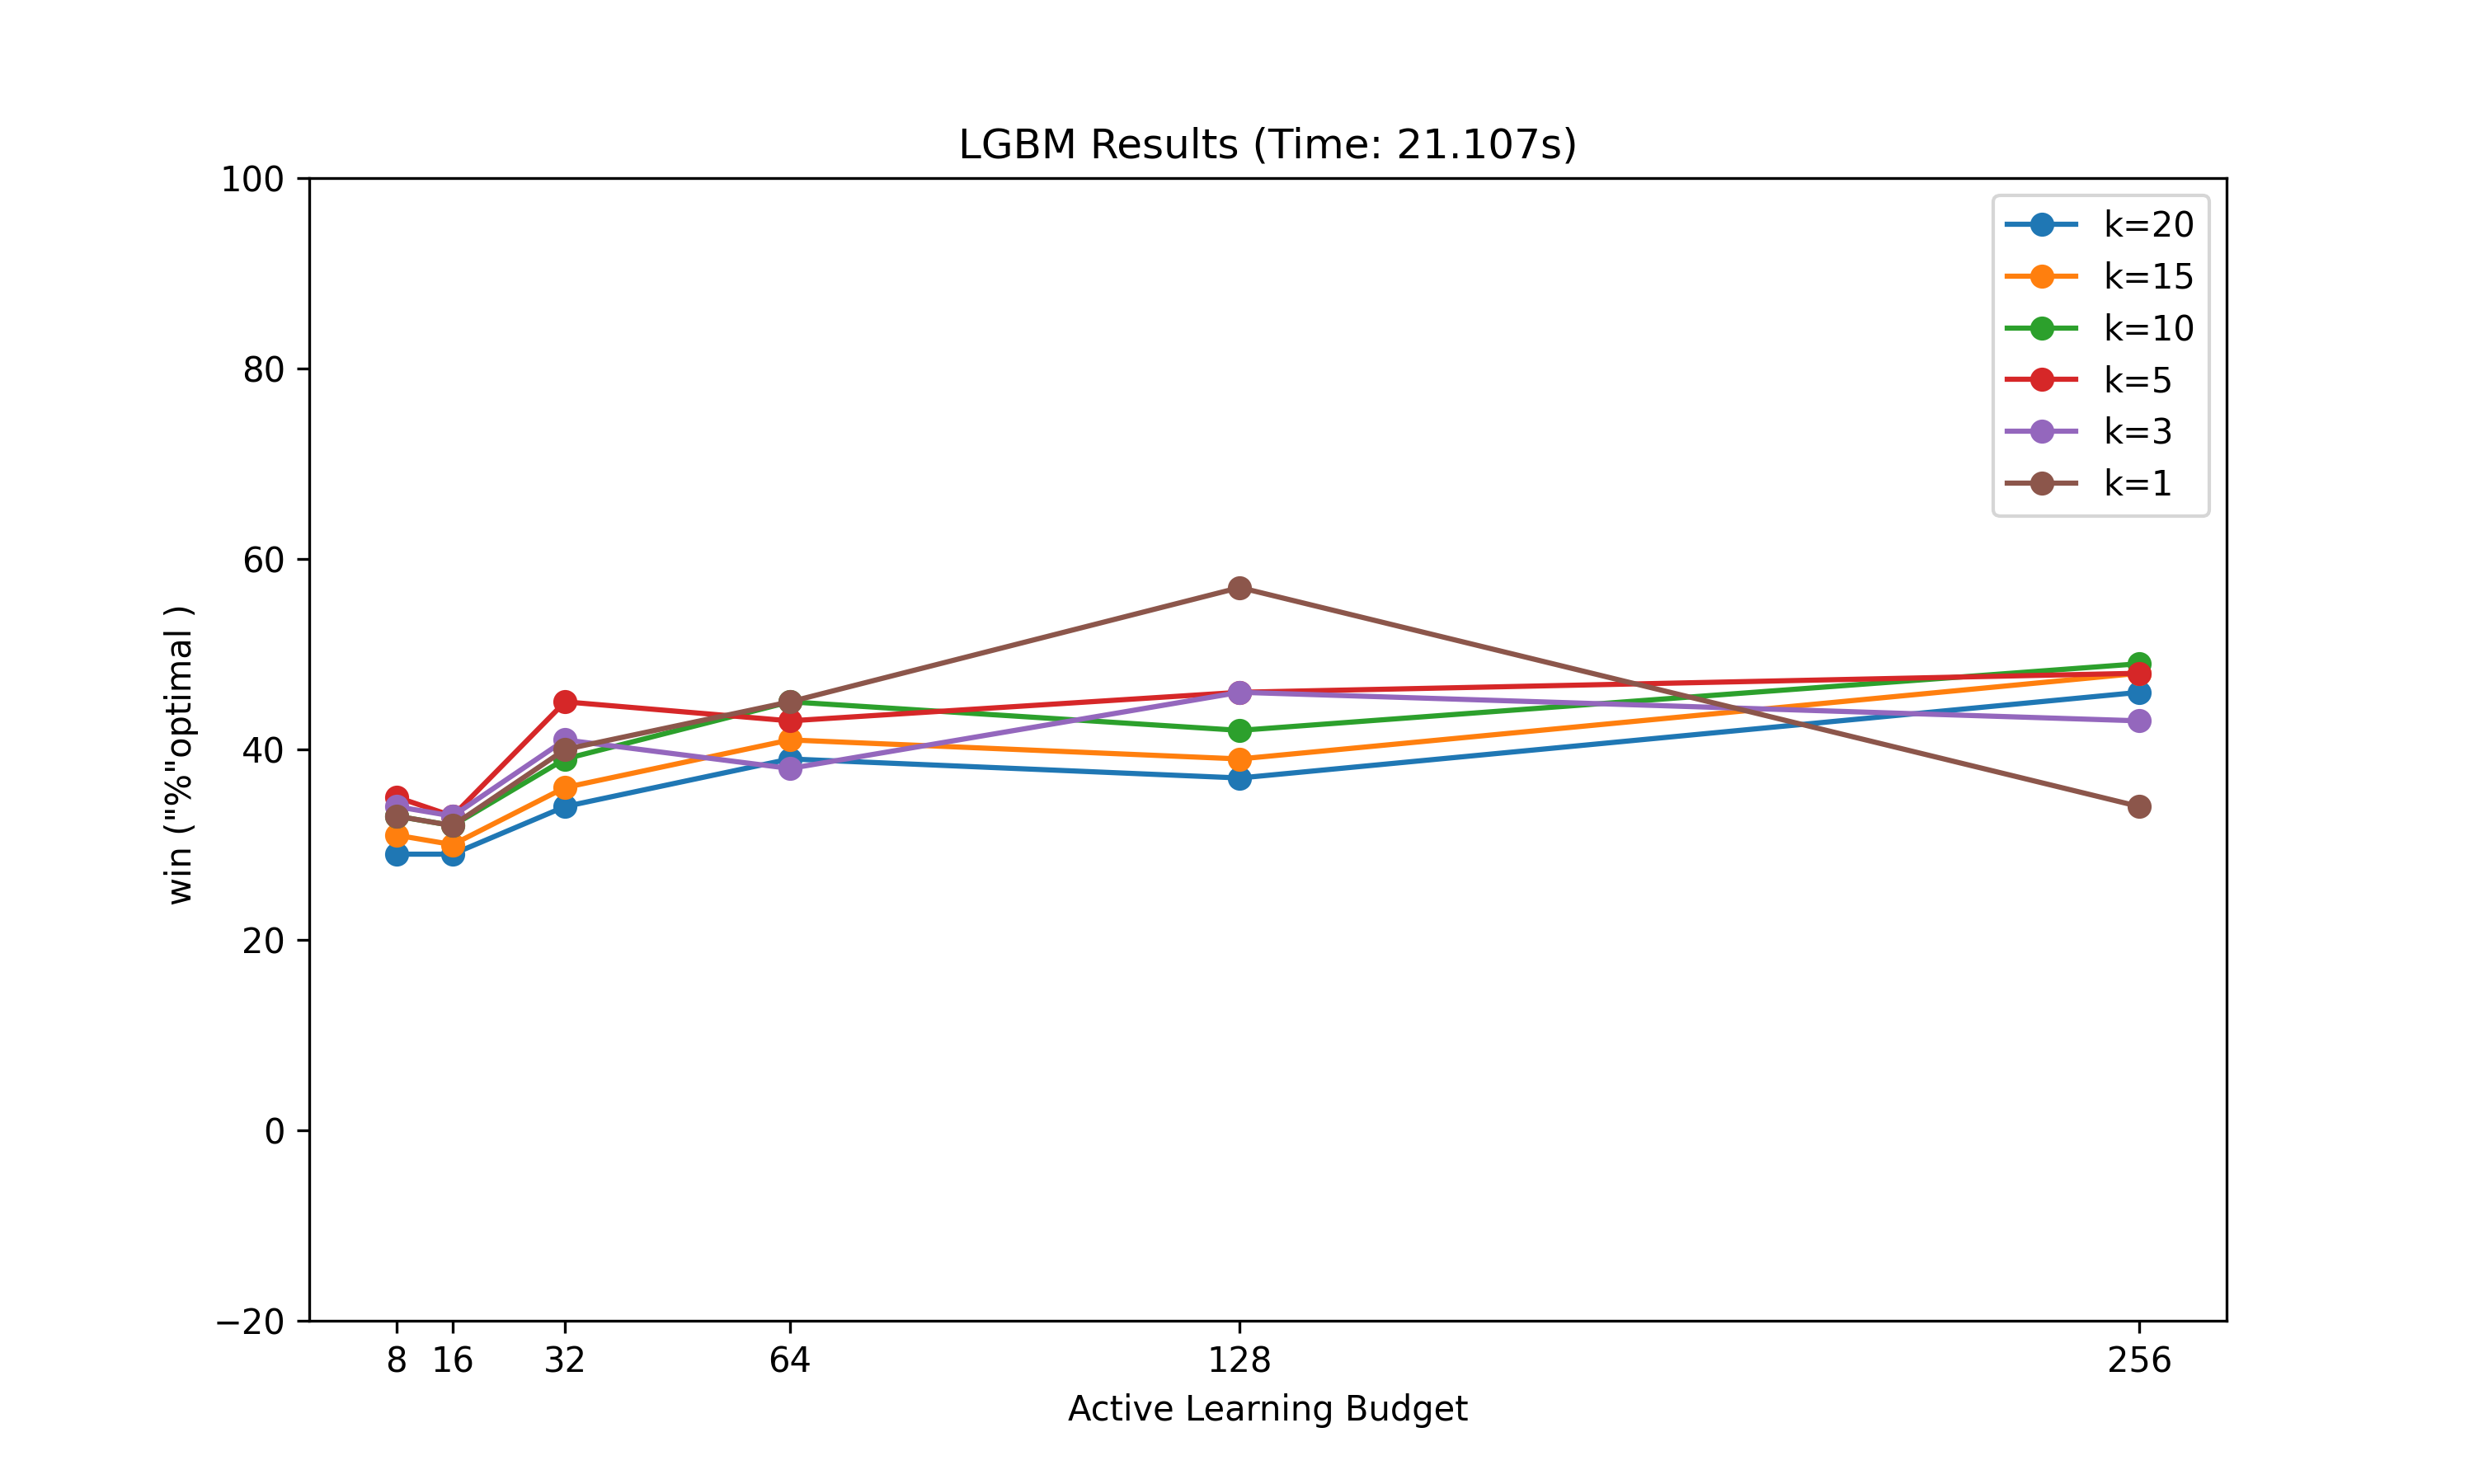 LGBM Results (Time: 21.107s)
100
80
60
40
20
0
−20
win ("%"optimal )
k=20
k=15
k=10
k=5
k=3
k=1
8 16 32 64 128 256
Active Learning Budget